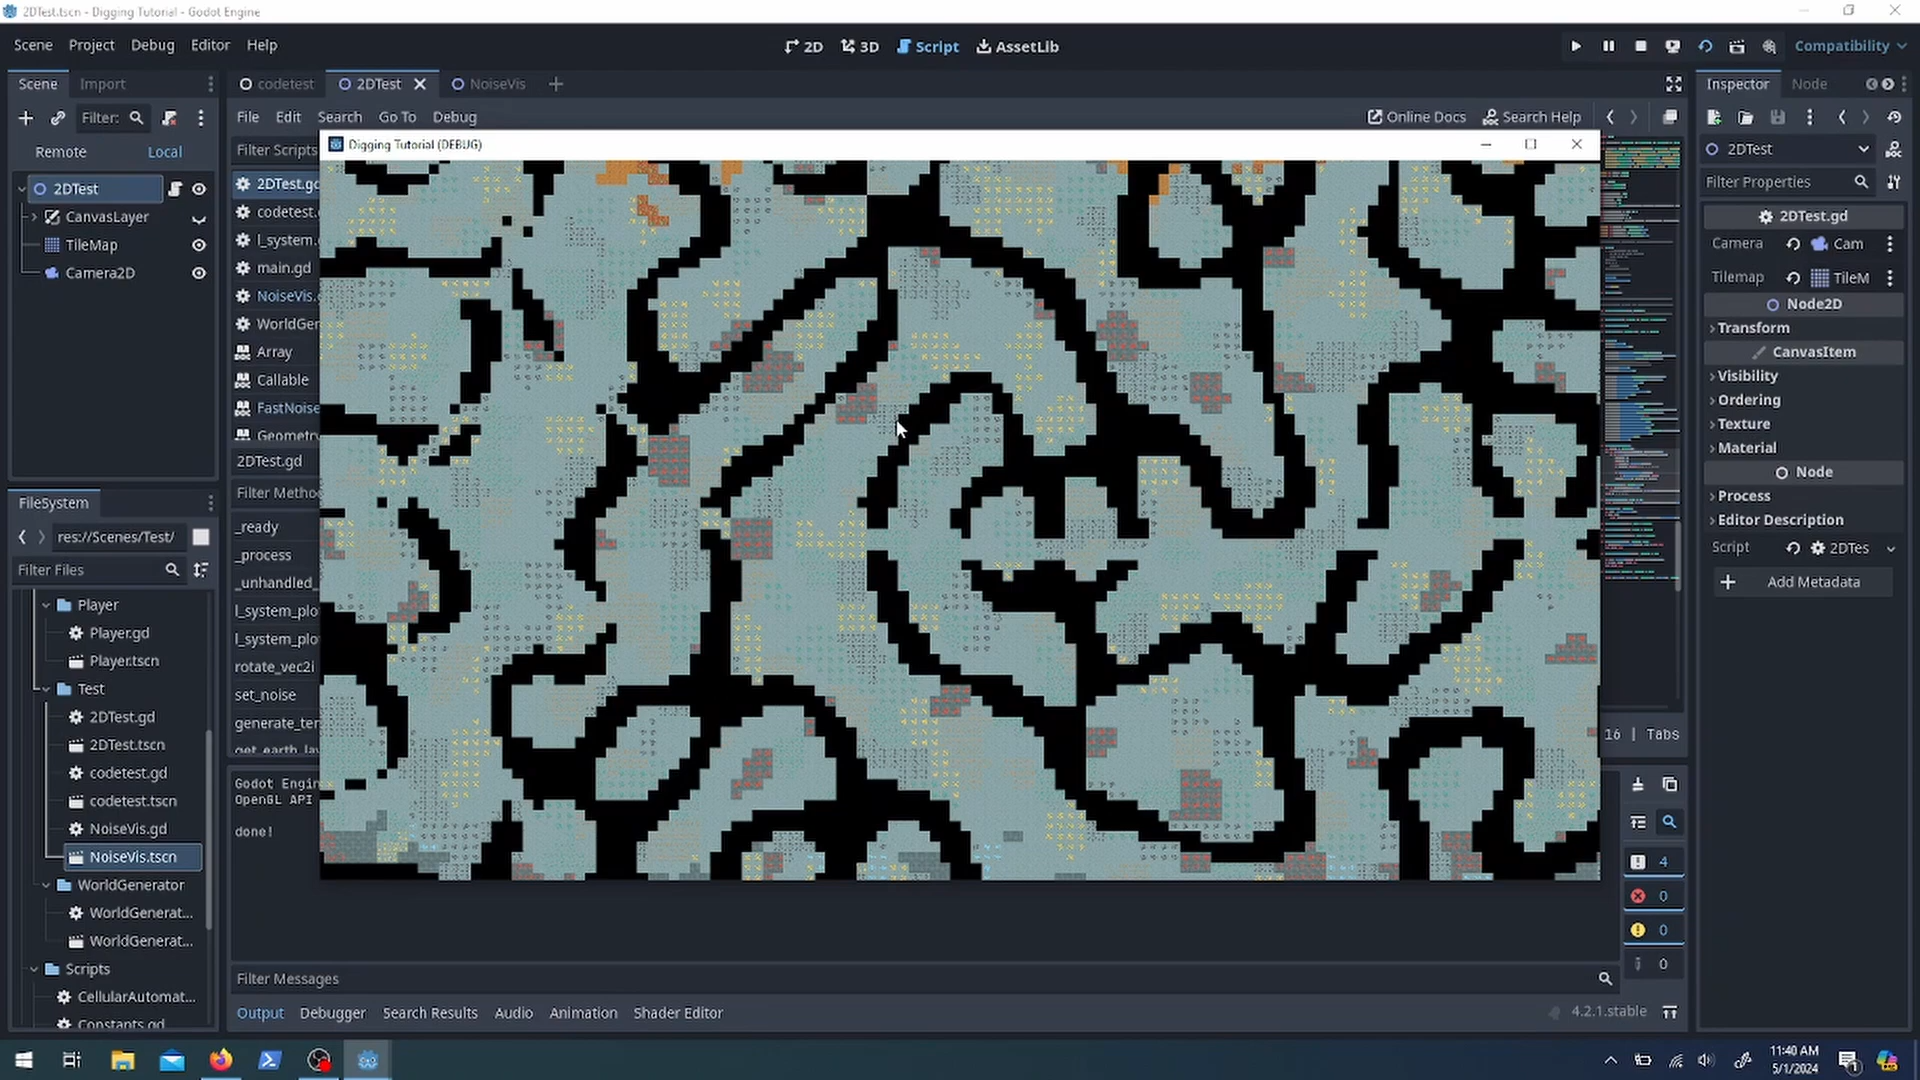 2DTest.tscn - Digging Tutorial - Godot Engine
Scene Project Debug Editor Help
2D 3D Script AssetLib
Compatibility
Scene Import
codetest 2DTest NoiseVis
Inspector Node
Filter:
File Edit Search Go To Debug
Online Docs Search Help
Remote Local
Filter Scripts
Digging Tutorial (DEBUG)
2DTest
CanvasLayer
TileMap
Camera2D
2DTest.gd
codetest.
l_system.
main.gd
NoiseVis.
WorldGer
Array
Callable
FastNoise
Geometry
2DTest.gd
Filter Metho
_ready
_process
_unhandled_
l_system_plo
l_system_plo
rotate_vec2i
set_noise
generate_ter
get_earth_la
2DTest
Filter Properties
2DTest.gd
Camera Cam
Tilemap TileM
Node2D
Transform
CanvasItem
Visibility
Ordering
Texture
Material
Node
Process
Editor Description
Script 2DTes
Add Metadata
FileSystem
res://Scenes/Test/
Filter Files
Player
Player.gd
Player.tscn
Test
2DTest.gd
2DTest.tscn
codetest.gd
codetest.tscn
NoiseVis.gd
NoiseVis.tscn
WorldGenerator
WorldGenerat...
WorldGenerat...
Scripts
CellularAutomat...
Constants.gd
16 | Tabs
Godot Engin
OpenGL API
done!
4
0
0
0
Filter Messages
Output Debugger Search Results Audio Animation Shader Editor
4.2.1.stable
11:40 AM
5/1/2024